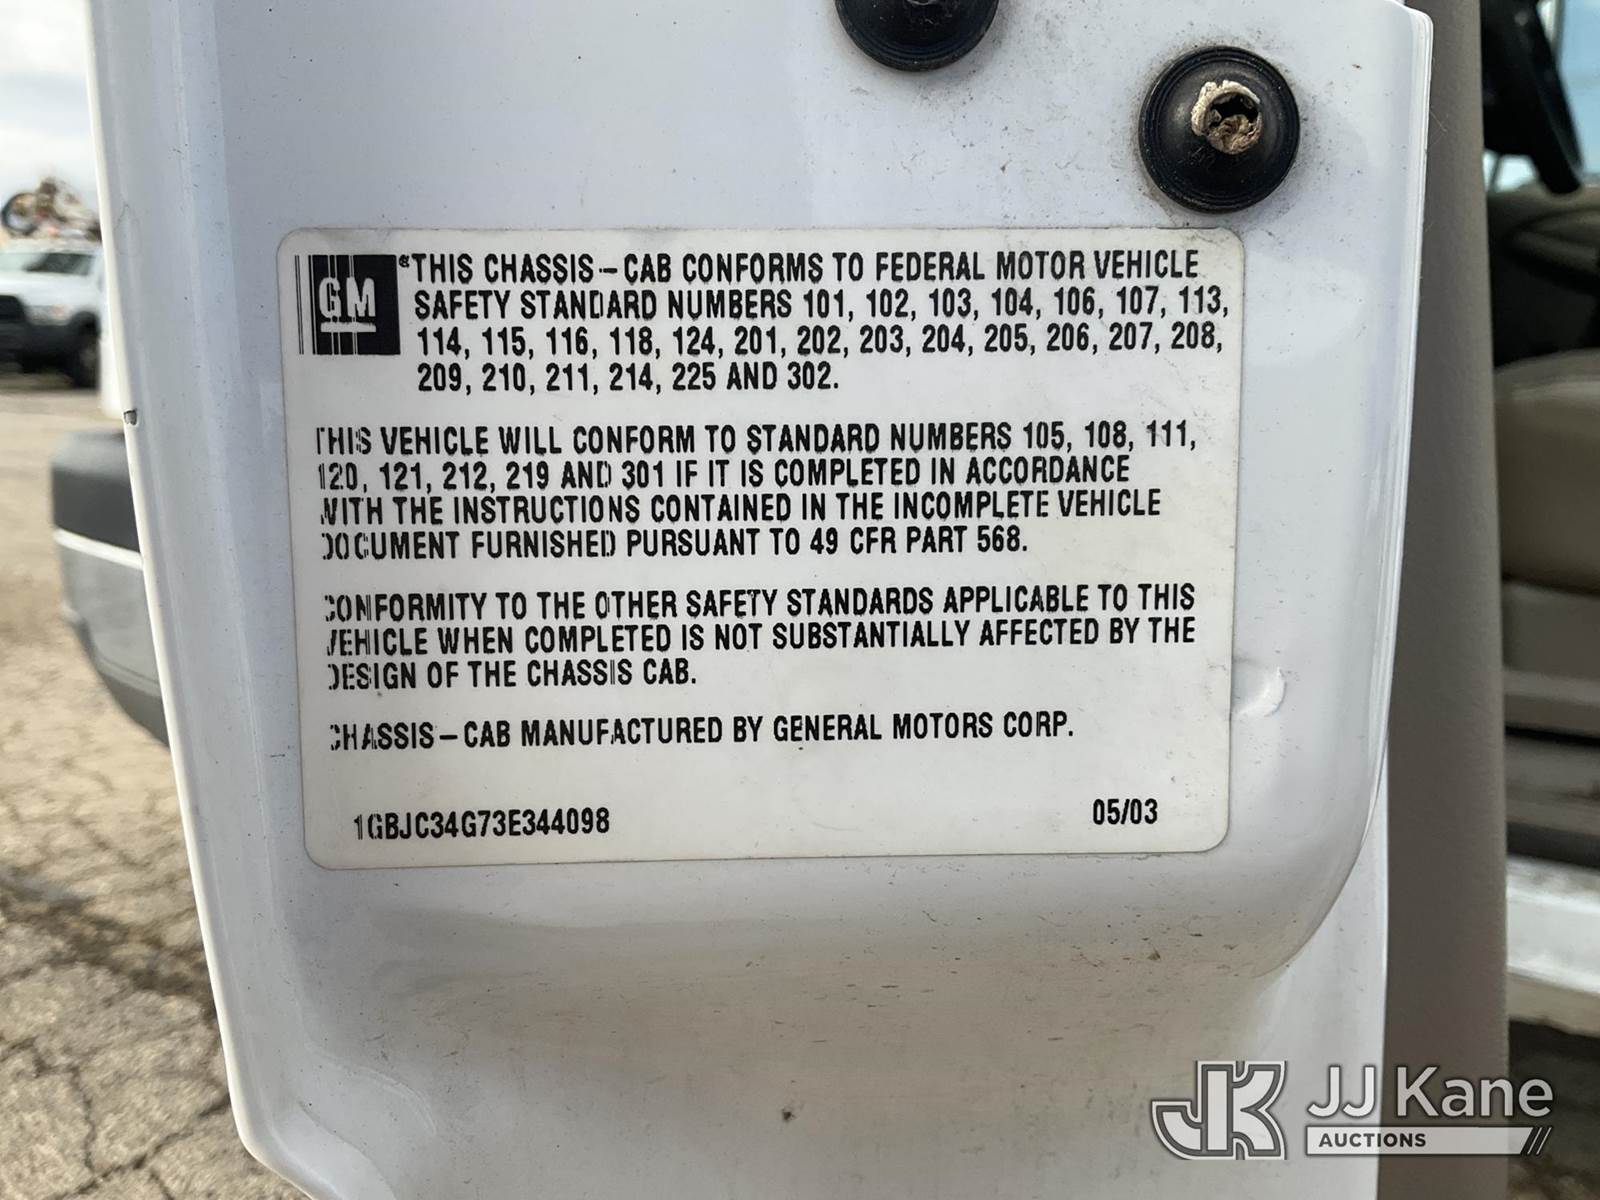 GM
®THIS CHASSIS-CAB CONFORMS TO FEDERAL MOTOR VEHICLE
SAFETY STANDARD NUMBERS 101, 102, 103, 104, 106, 107, 113,
114, 115, 116, 118, 124, 201, 202, 203, 204, 205, 206, 207, 208,
209, 210, 211, 214, 225 AND 302.
THIS VEHICLE WILL CONFORM TO STANDARD NUMBERS 105, 108, 111,
120, 121, 212, 219 AND 301 IF IT IS COMPLETED IN ACCORDANCE
WITH THE INSTRUCTIONS CONTAINED IN THE INCOMPLETE VEHICLE
DOCUMENT FURNISHED PURSUANT TO 49 CFR PART 568.
CONFORMITY TO THE OTHER SAFETY STANDARDS APPLICABLE TO THIS
VEHICLE WHEN COMPLETED IS NOT SUBSTANTIALLY AFFECTED BY THE
DESIGN OF THE CHASSIS CAB.
CHASSIS-CAB MANUFACTURED BY GENERAL MOTORS CORP.
1GBJC34G73E344098 05/03
JK JJ Kane
AUCTIONS